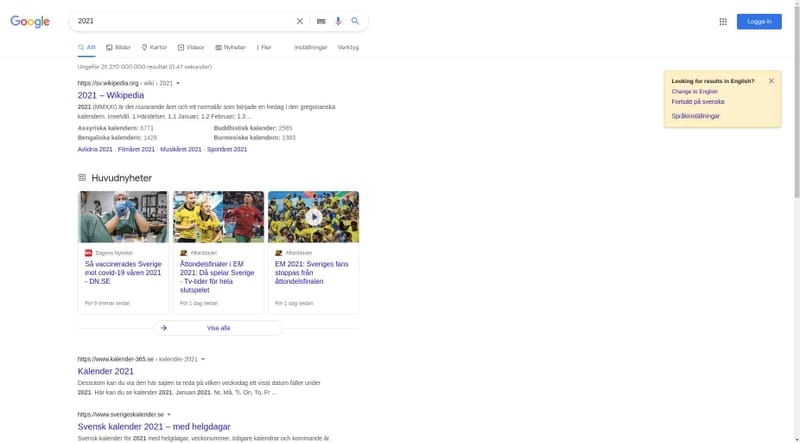 Google
2021
Logga in
Allt
Bilder
Kartor
Videor
Nyheter
Fler
Inställningar
Verktyg
Ungefär 25 270 000 000 resultat (0,47 sekunder)
https://sv.wikipedia.org › wiki › 2021
2021 – Wikipedia
2021 (MMXXI) är det nuvarande året och ett normalår som började en fredag i den gregorianska
kalendern. Innehåll. 1 Händelser. 1.1 Januari; 1.2 Februari; 1.3 ...
Assyriska kalendern: 6771
Buddhistisk kalender: 2565
Bengaliska kalendern: 1428
Burmesiska kalendern: 1383
Avlidna 2021 · Filmåret 2021 · Musikåret 2021 · Sportåret 2021
Looking for results in English?
Change to English
Fortsätt på svenska
Språkinställningar
Huvudnyheter
Dagens Nyheter
Så vaccinerades Sverige
mot covid-19 våren 2021
- DN.SE
För 6 timmar sedan
Aftonbladet
Åttondelsfinaler i EM
2021: Då spelar Sverige
- Tv-tider för hela
slutspelet
För 1 dag sedan
Aftonbladet
EM 2021: Sveriges fans
stoppas från
åttondelsfinalen
För 1 dag sedan
Visa alla
https://www.kalender-365.se › kalender-2021
Kalender 2021
Dessutom kan du via den här sajten ta reda på vilken veckodag ett visst datum faller under
2021. Här kan du se kalender 2021. Januari 2021. Nr, Må, Ti, On, To, Fr ...
https://www.sverigeskalender.se
Svensk kalender 2021 – med helgdagar
Svensk kalender för 2021 med helgdagar, veckonummer, tidigare kalendrar och kommande år.